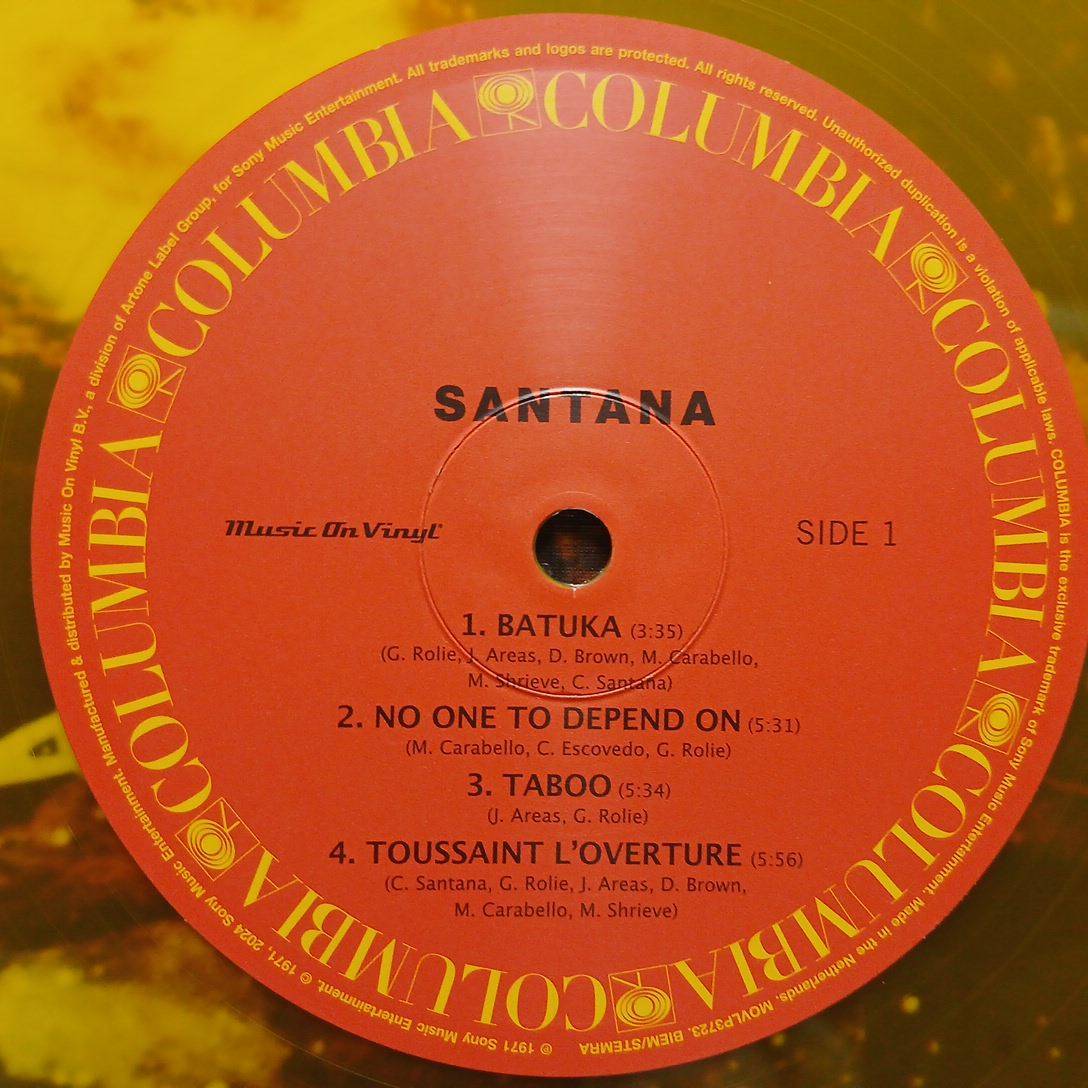 Manufactured & distributed by Music On Vinyl B.V., a division of Artone Label Group, for Sony Music Entertainment. All trademarks and logos are protected. All rights reserved. Unauthorized duplication is a violation of applicable laws. COLUMBIA is the exclusive trademark of Sony Music Entertainment. Made in the Netherlands. MOVLP3723. BIEM/STEMRA
℗ 1971 Sony Music Entertainment. © 1971, 2024 Sony Music Entertainment.
COLUMBIA COLUMBIA COLUMBIA COLUMBIA COLUMBIA COLUMBIA
SANTANA
Music On Vinyl
SIDE 1
1. BATUKA (3:35)
(G. Rolie, J. Areas, D. Brown, M. Carabello,
M. Shrieve, C. Santana)
2. NO ONE TO DEPEND ON (5:31)
(M. Carabello, C. Escovedo, G. Rolie)
3. TABOO (5:34)
(J. Areas, G. Rolie)
4. TOUSSAINT L'OVERTURE (5:56)
(C. Santana, G. Rolie, J. Areas, D. Brown,
M. Carabello, M. Shrieve)